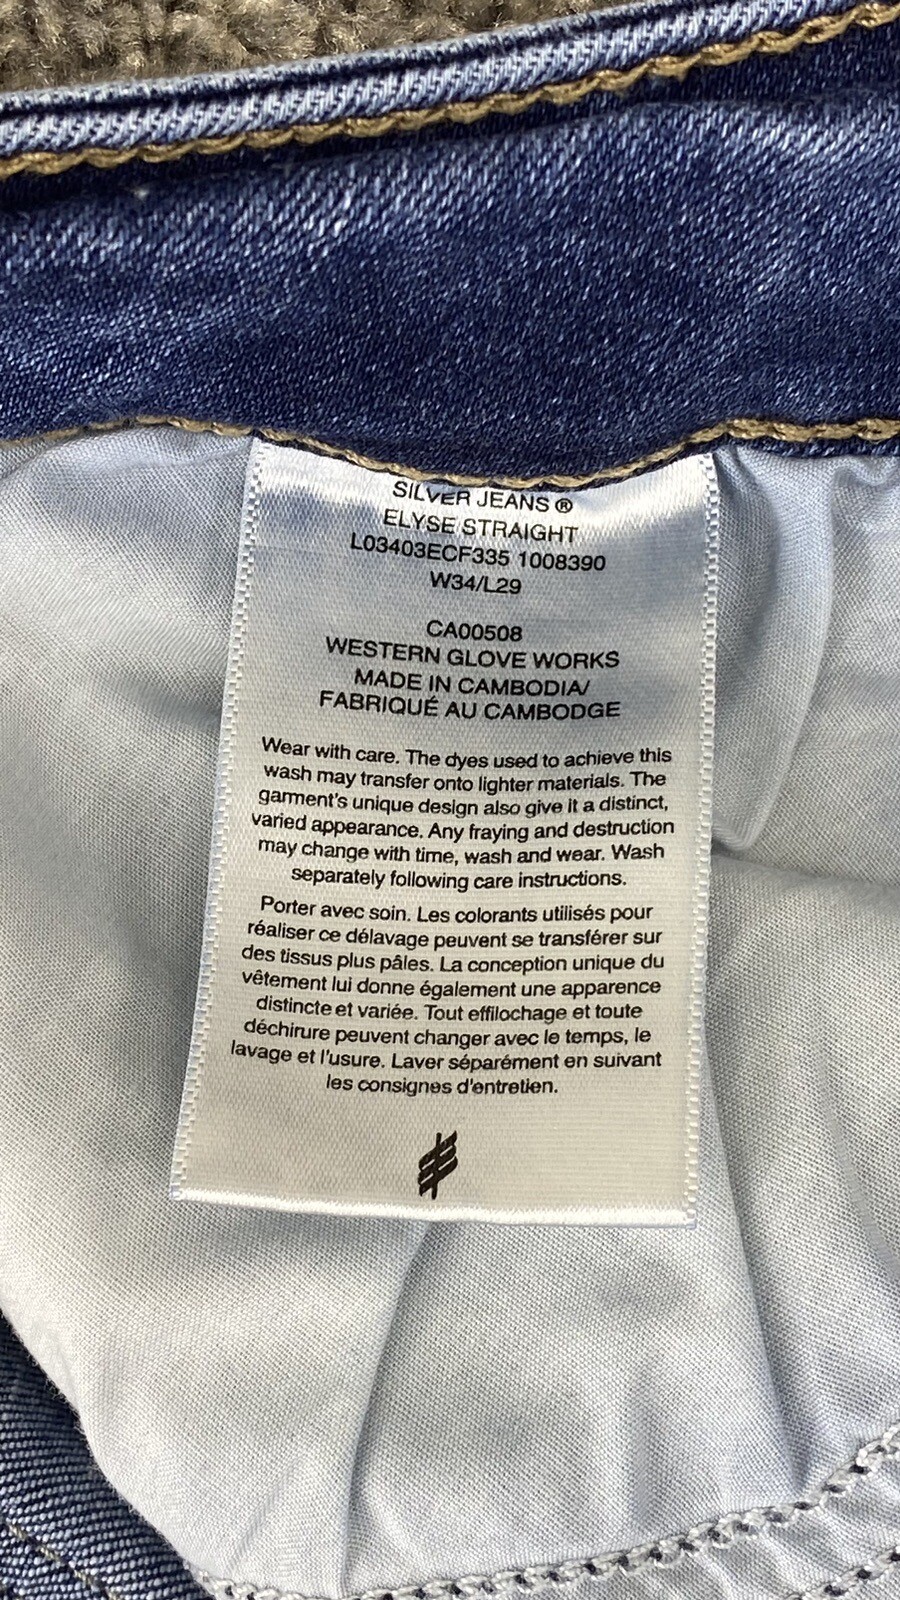 SILVER JEANS ®
ELYSE STRAIGHT
L03403ECF335 1008390
W34/L29
CA00508
WESTERN GLOVE WORKS
MADE IN CAMBODIA/
FABRIQUÉ AU CAMBODGE
Wear with care. The dyes used to achieve this
wash may transfer onto lighter materials. The
garment's unique design also give it a distinct,
varied appearance. Any fraying and destruction
may change with time, wash and wear. Wash
separately following care instructions.
Porter avec soin. Les colorants utilisés pour
réaliser ce délavage peuvent se transférer sur
des tissus plus pâles. La conception unique du
vêtement lui donne également une apparence
distincte et variée. Tout effilochage et toute
déchirure peuvent changer avec le temps, le
lavage et l'usure. Laver séparément en suivant
les consignes d'entretien.